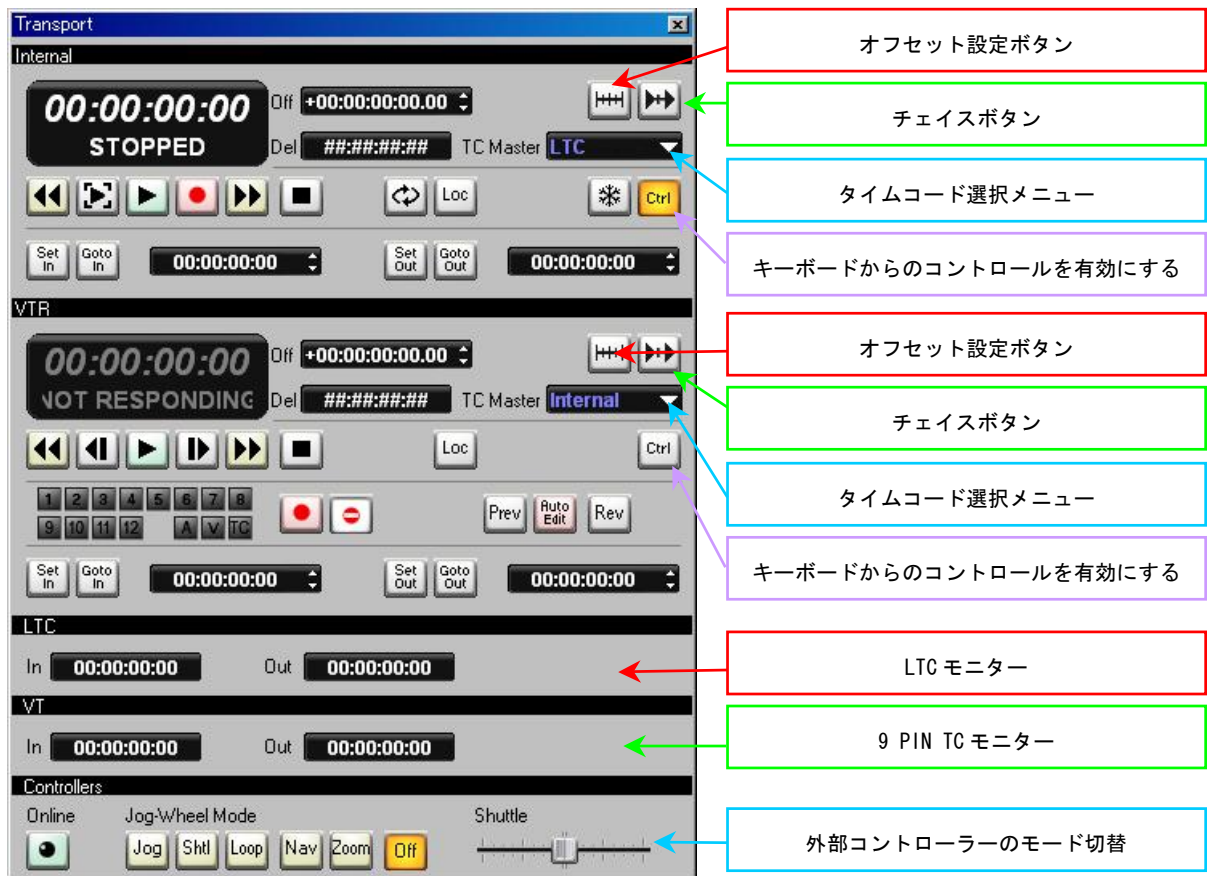 Transport
Internal
オフセット設定ボタン
00:00:00:00
STOPPED
Off +00:00:00:00.00
チェイスボタン
Del ##:##:##:## TC Master LTC
タイムコード選択メニュー
Loc Ctrl
Set In Goto In 00:00:00:00 Set Out Goto Out 00:00:00:00
キーボードからのコントロールを有効にする
VTR
オフセット設定ボタン
00:00:00:00
NOT RESPONDING
Off +00:00:00:00.00
Del ##:##:##:## TC Master Internal
チェイスボタン
Loc Ctrl
タイムコード選択メニュー
1 2 3 4 5 6 7 8
9 10 11 12 A V TC
Prev Auto Edit Rev
Set In Goto In 00:00:00:00 Set Out Goto Out 00:00:00:00
キーボードからのコントロールを有効にする
LTC
In 00:00:00:00 Out 00:00:00:00
LTC モニター
VT
In 00:00:00:00 Out 00:00:00:00
9 PIN TC モニター
Controllers
Online Jog-Wheel Mode Shuttle
Jog Shtl Loop Nav Zoom Off
外部コントローラーのモード切替